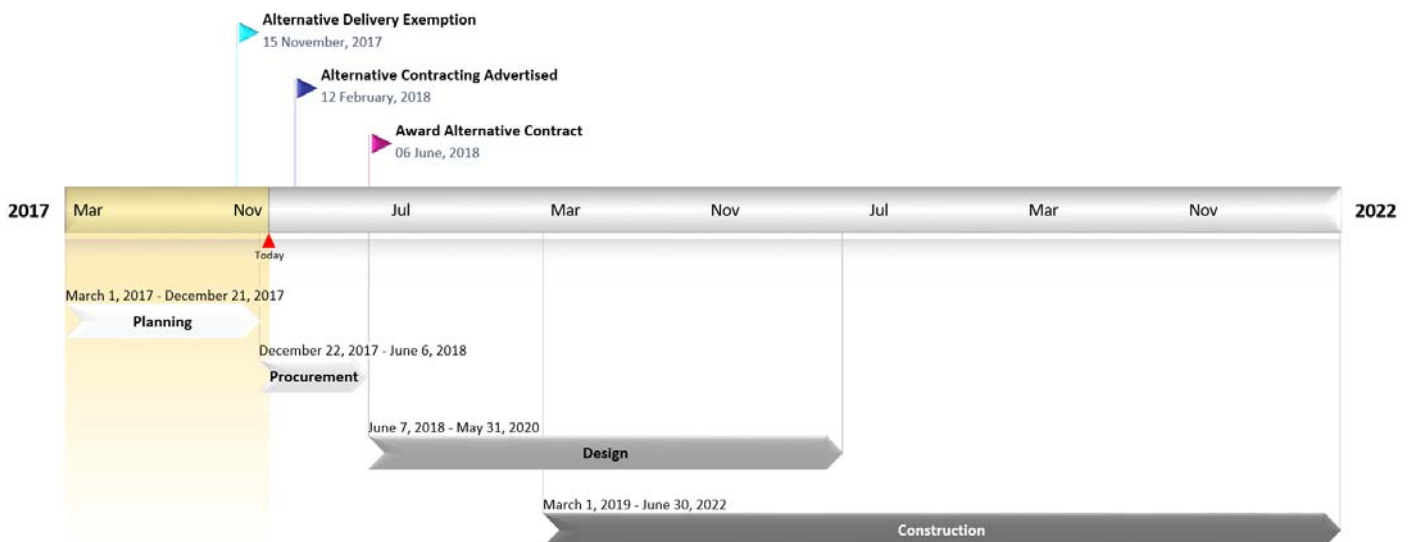 Alternative Delivery Exemption
15 November, 2017
Alternative Contracting Advertised
12 February, 2018
Award Alternative Contract
06 June, 2018
2017 Mar Nov Jul Mar Nov Jul Mar Nov 2022
Today
March 1, 2017 - December 21, 2017
Planning
December 22, 2017 - June 6, 2018
Procurement
June 7, 2018 - May 31, 2020
Design
March 1, 2019 - June 30, 2022
Construction